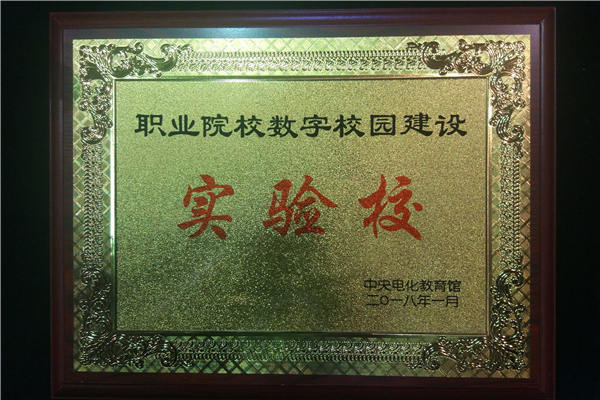 职业院校数字校园建设
实验校
中央电化教育馆
二〇一八年一月